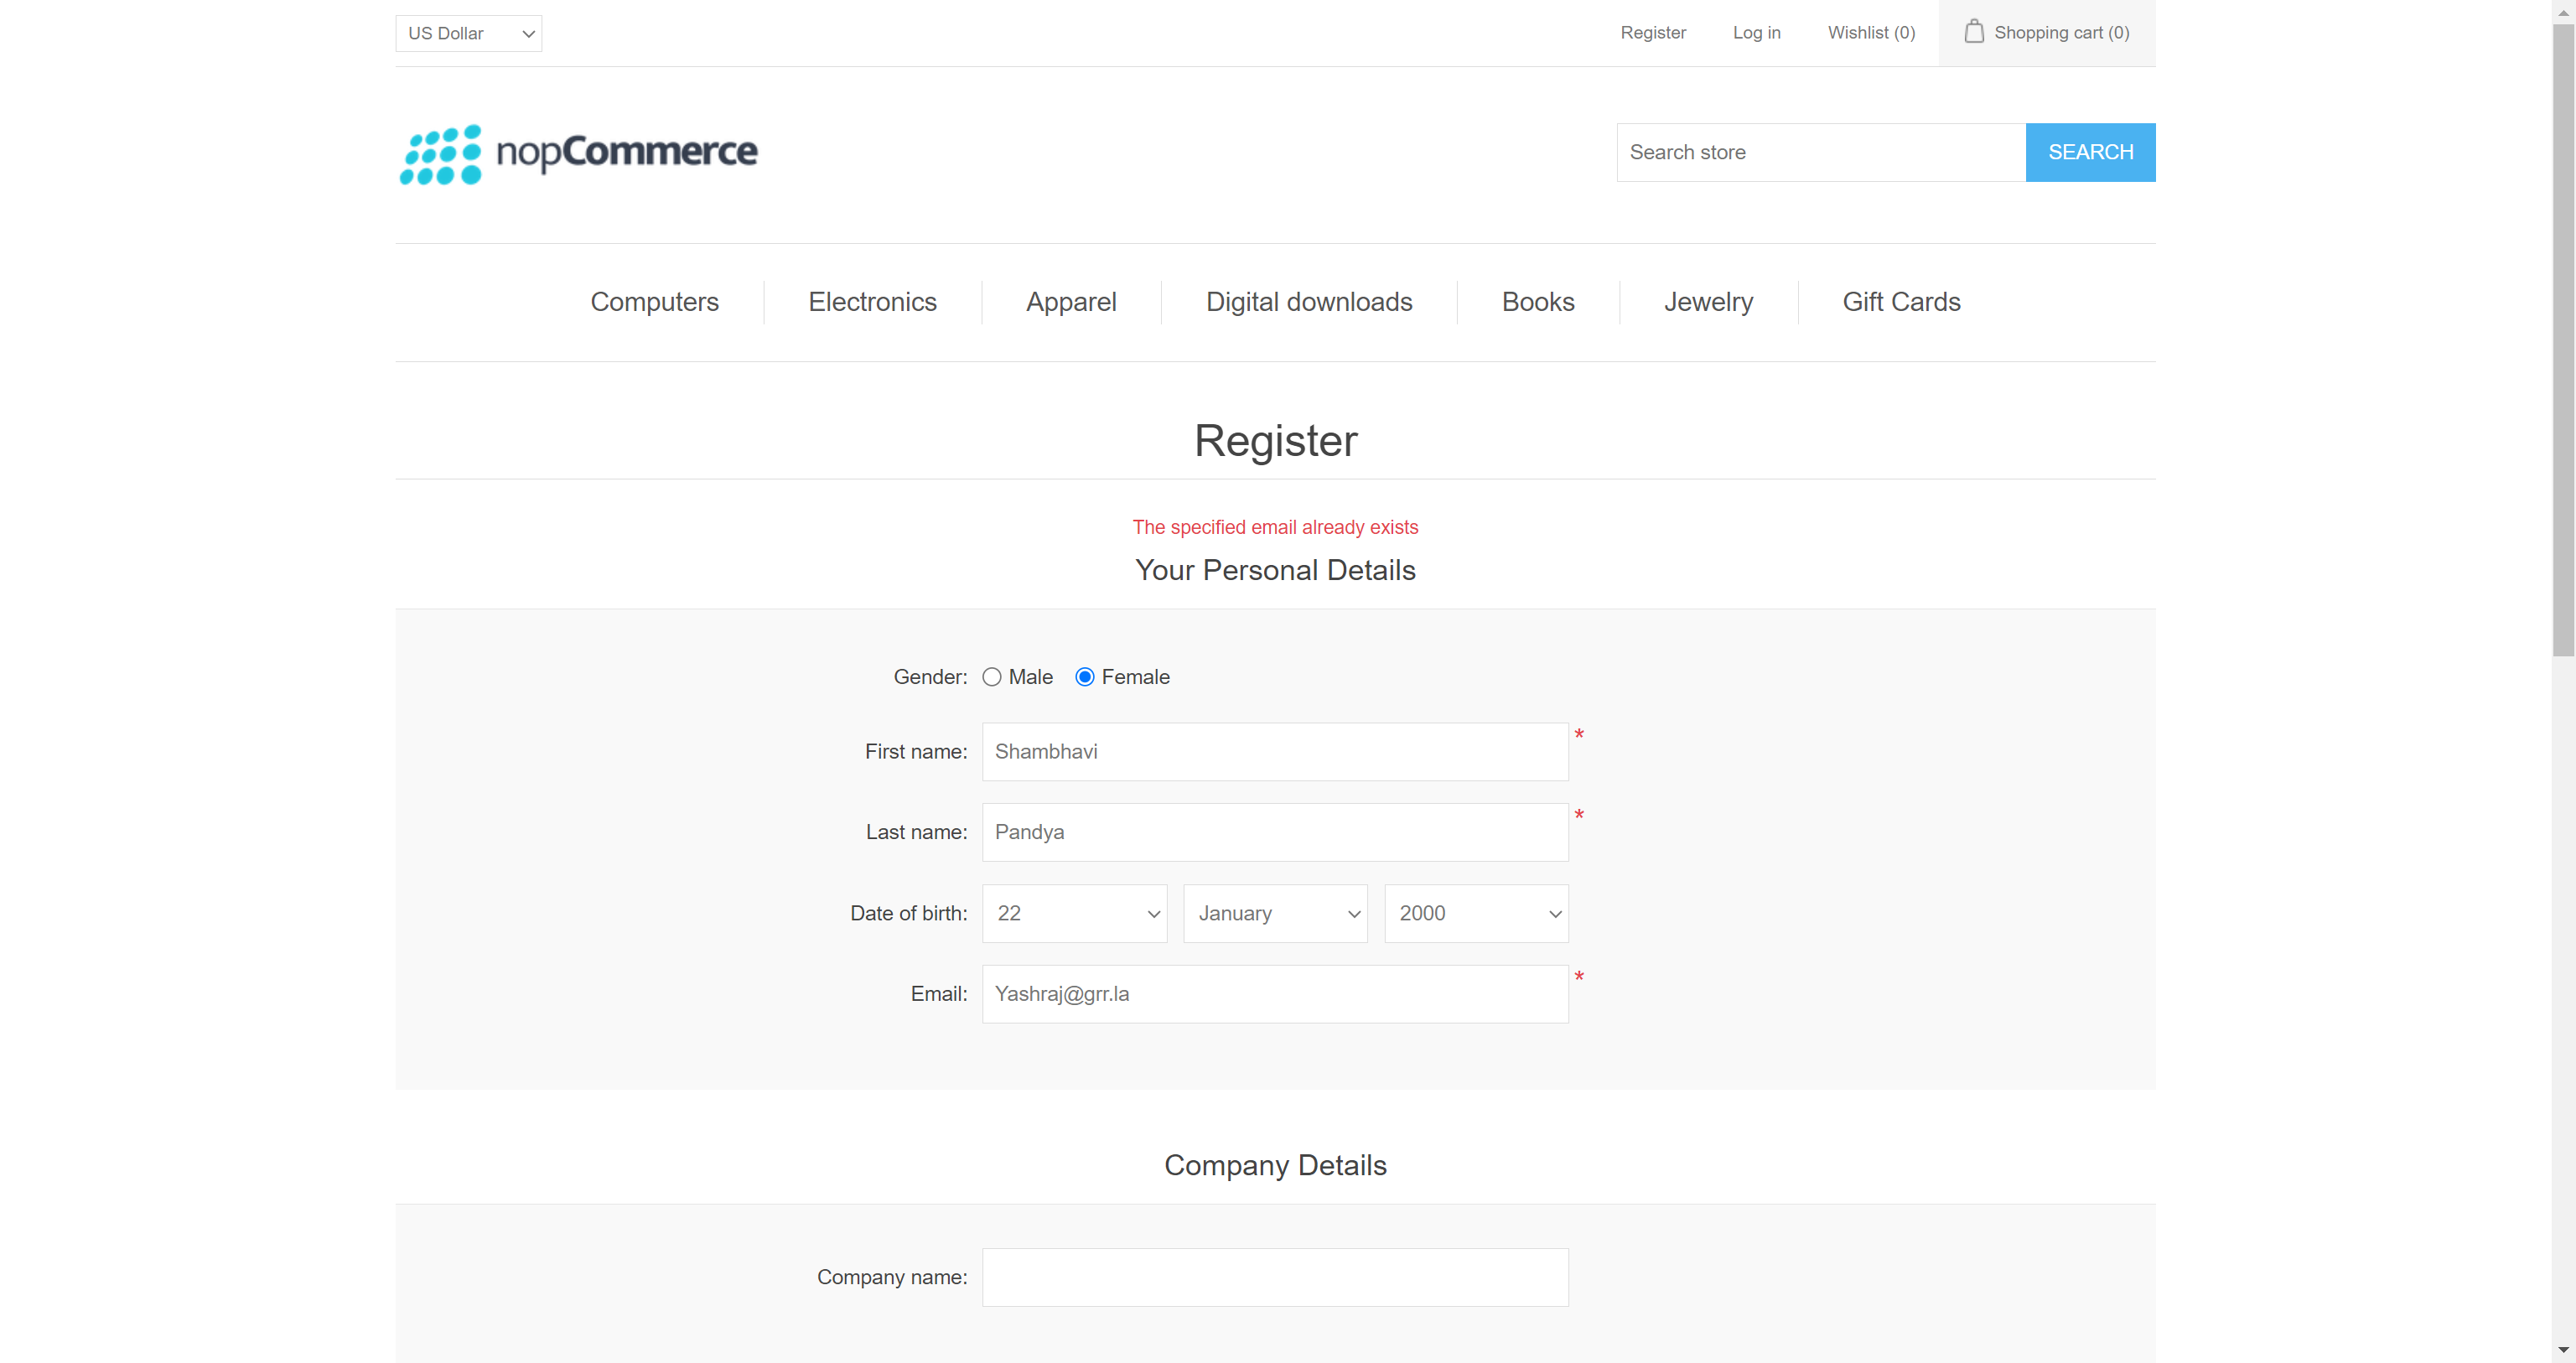 US Dollar Register Log in Wishlist (0) Shopping cart (0)
nopCommerce Search store SEARCH
Computers Electronics Apparel Digital downloads Books Jewelry Gift Cards
Register
The specified email already exists
Your Personal Details
Gender: Male Female
First name: Shambhavi *
Last name: Pandya *
Date of birth: 22 January 2000
Email: Yashraj@grr.la *
Company Details
Company name: